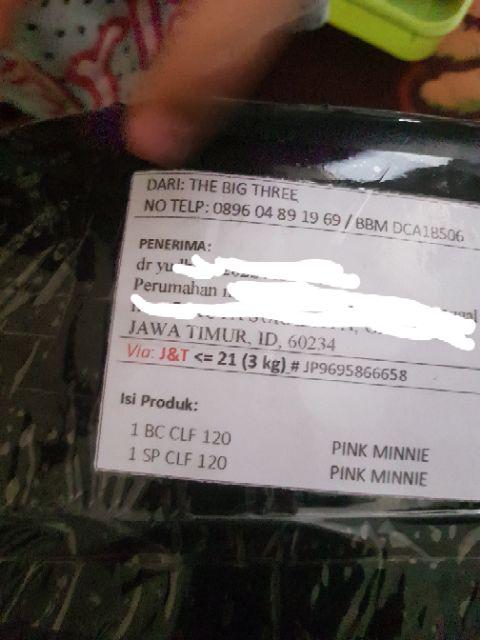 DARI: THE BIG THREE
NO TELP: 0896 04 89 19 69 / BBM DCA18506
PENERIMA:
dr
Perumahan
JAWA TIMUR, ID, 60234
Via: J&T <= 21 (3 kg) # JP9695866658
Isi Produk:
1 BC CLF 120 PINK MINNIE
1 SP CLF 120 PINK MINNIE